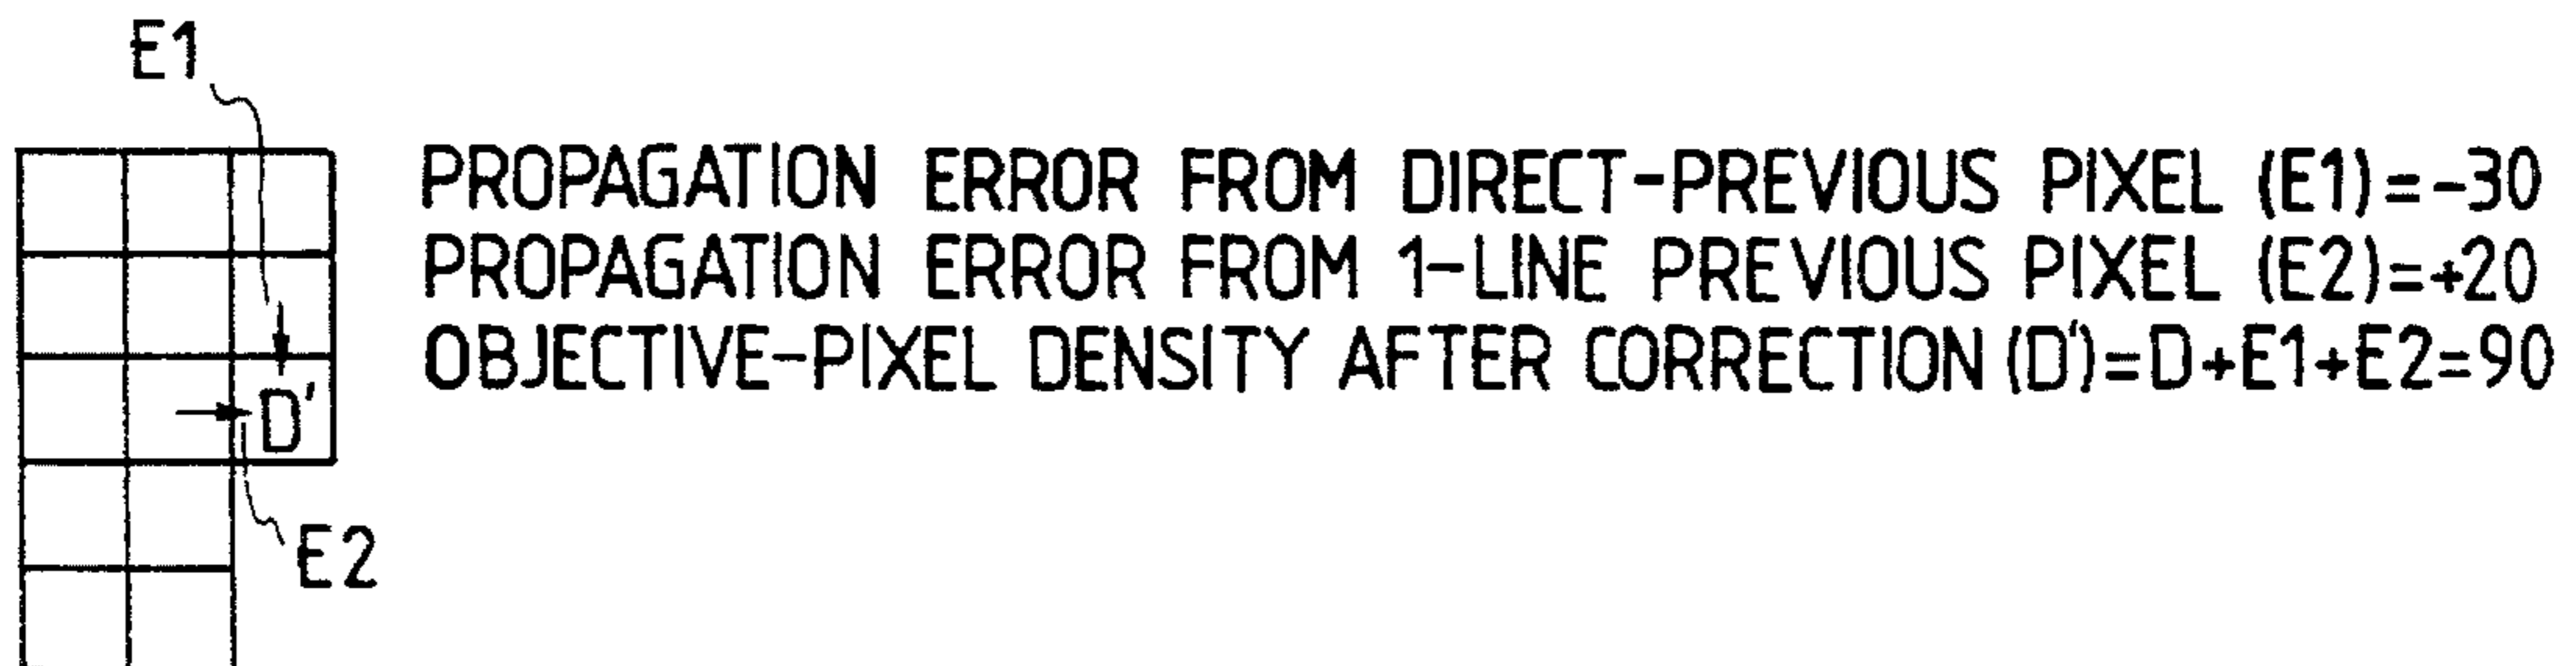 E1
PROPAGATION ERROR FROM DIRECT-PREVIOUS PIXEL (E1)=-30
PROPAGATION ERROR FROM 1-LINE PREVIOUS PIXEL (E2)=+20
OBJECTIVE-PIXEL DENSITY AFTER CORRECTION (D')=D+E1+E2=90
D'
E2